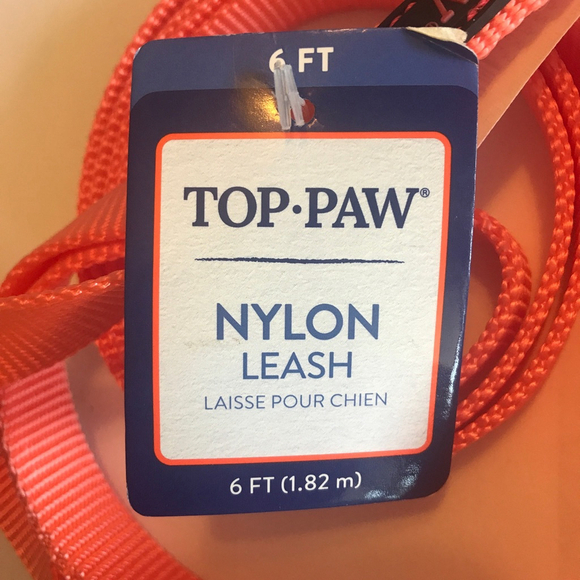 6 FT
TOP·PAW®
NYLON
LEASH
LAISSE POUR CHIEN
6 FT (1.82 m)